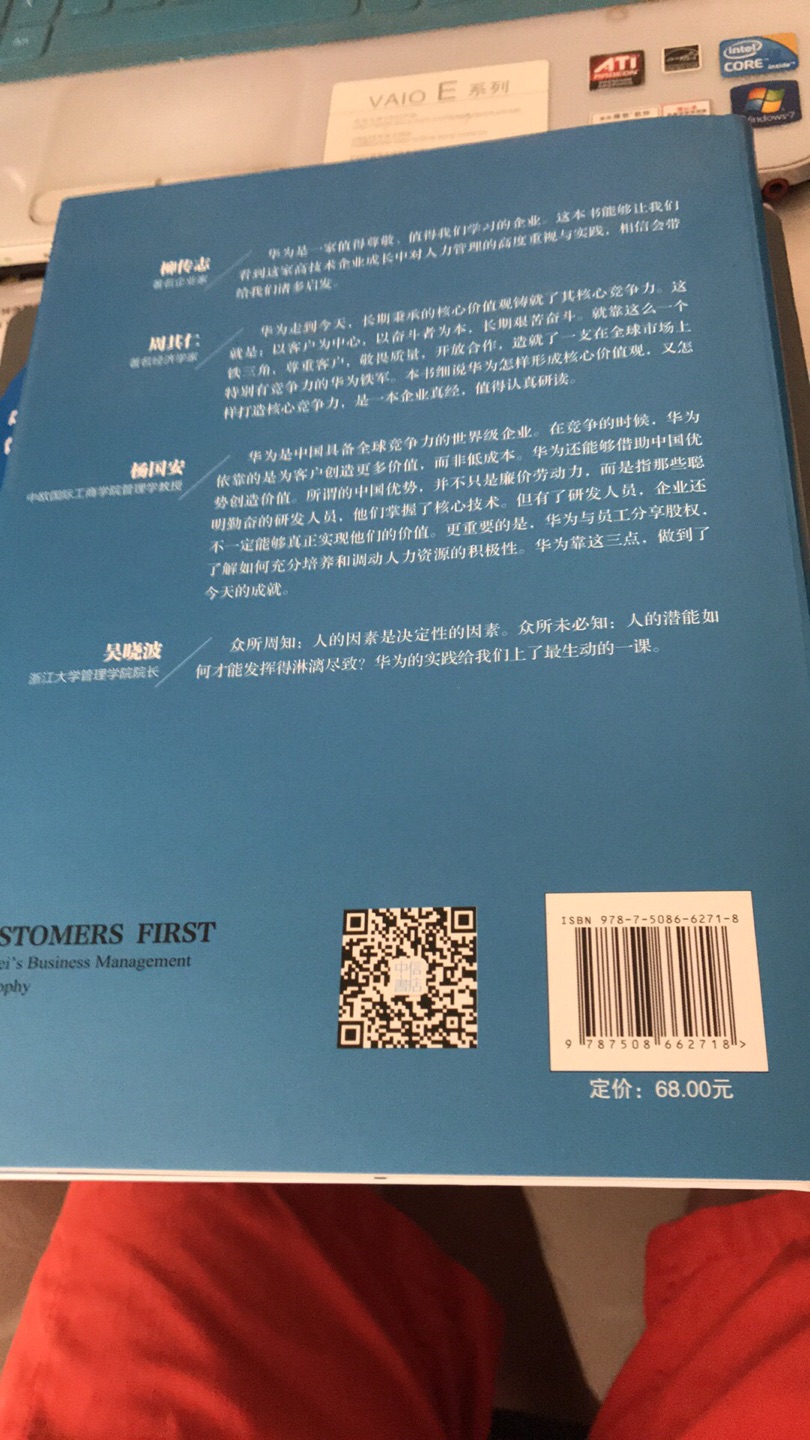 VAIO E 系列
ATI
RADEON
intel
CORE
inside™
Windows 7
柳传志
著名企业家
华为是一家值得尊敬、值得我们学习的企业。这本书能够让我们
看到这家高技术企业成长中对人力管理的高度重视与实践，相信会带
给我们诸多启发。
周其仁
著名经济学家
华为走到今天，长期秉承的核心价值观铸就了其核心竞争力。这
就是：以客户为中心，以奋斗者为本，长期艰苦奋斗。就靠这么一个
铁三角，尊重客户，敬畏质量，开放合作，造就了一支在全球市场上
特别有竞争力的华为铁军。本书细说华为怎样形成核心价值观，又怎
样打造核心竞争力，是一本企业真经，值得认真研读。
杨国安
中欧国际工商学院管理学教授
华为是中国具备全球竞争力的世界级企业。在竞争的时候，华为
依靠的是为客户创造更多价值，而非低成本。华为还能够借助中国优
势创造价值。所谓的中国优势，并不只是廉价劳动力，而是指那些聪
明勤奋的研发人员，他们掌握了核心技术。但有了研发人员，企业还
不一定能够真正实现他们的价值。更重要的是，华为与员工分享股权，
了解如何充分培养和调动人力资源的积极性。华为靠这三点，做到了
今天的成就。
吴晓波
浙江大学管理学院院长
众所周知：人的因素是决定性的因素。众所未必知：人的潜能如
何才能发挥得淋漓尽致？华为的实践给我们上了最生动的一课。
STOMERS FIRST
ei's Business Management
ophy
中信
書店
ISBN 978-7-5086-6271-8
9 787508 662718 >
定价：68.00元